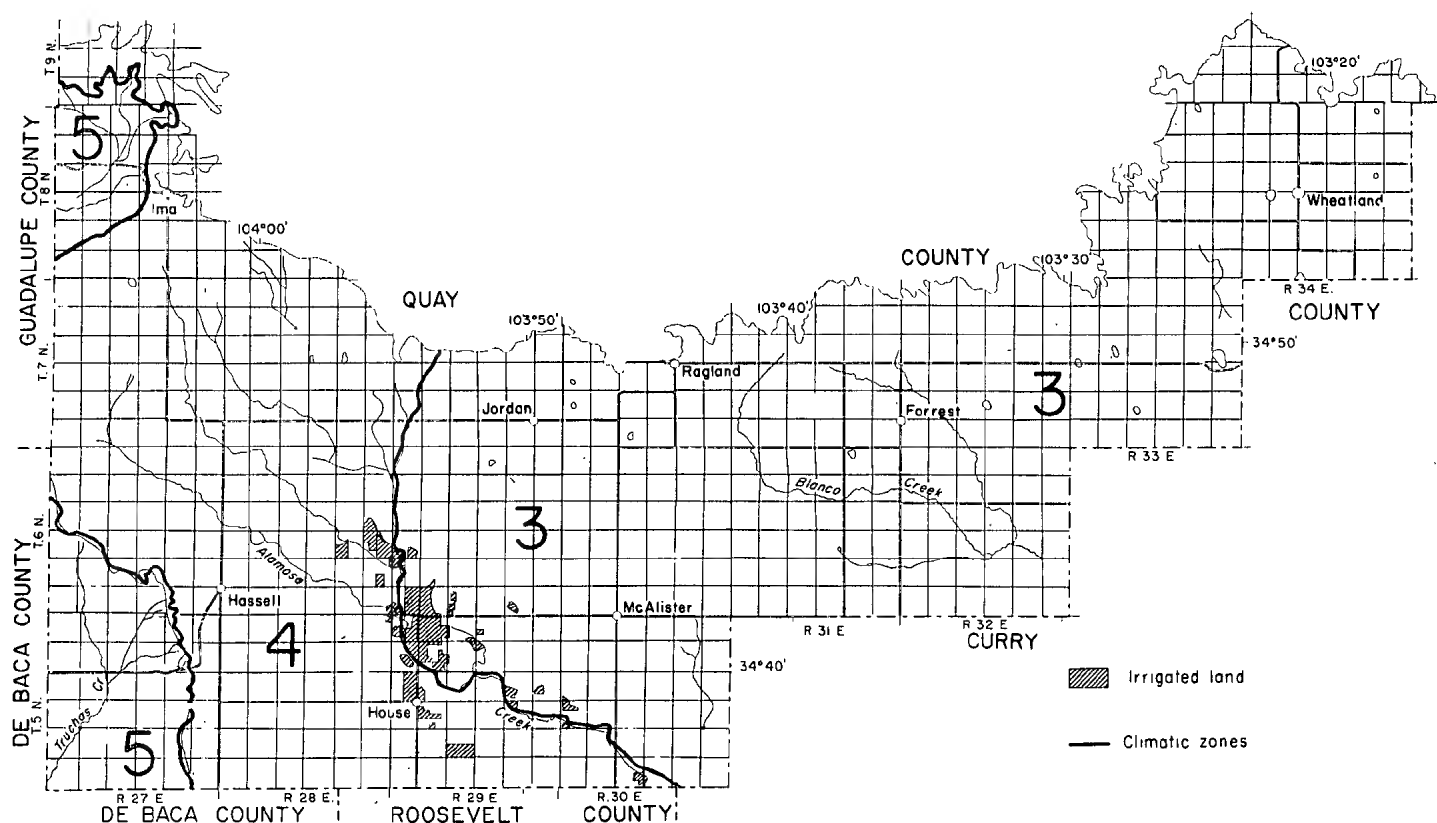 103°20'
T 9 N.
5
GUADALUPE COUNTY
T 8 N
Ima
Wheatland
104°00'
COUNTY
103°30'
R 34 E.
QUAY
103°40'
COUNTY
103°50'
34°50'
T. 7 N.
Ragland
3
Jordan
Forrest
R 33 E
Blanco Creek
3
T.6 N.
DE BACA COUNTY
Alamosa
Hassell
McAlister
R 31 E
R 32 E
CURRY
4
34°40'
Irrigated land
Truchas Cr
T.5 N.
House
Creek
Climatic zones
5
R 27 E
R 28 E.
R 29 E
R.30 E
DE BACA COUNTY
ROOSEVELT COUNTY